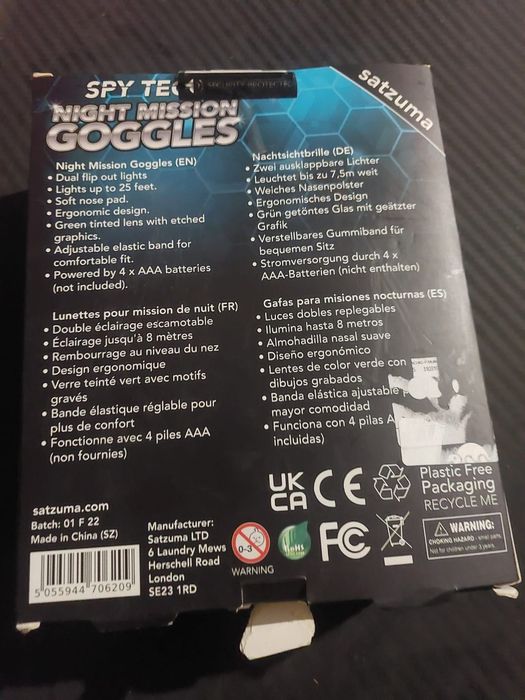 SPY TEC
SECURITY PROTECTED
satzuma
NIGHT MISSION
GOGGLES
Night Mission Goggles (EN)
• Dual flip out lights
• Lights up to 25 feet.
• Soft nose pad.
• Ergonomic design.
• Green tinted lens with etched
graphics.
• Adjustable elastic band for
comfortable fit.
• Powered by 4 x AAA batteries
(not included).
Nachtsichtbrille (DE)
• Zwei ausklappbare Lichter
• Leuchtet bis zu 7,5m weit
• Weiches Nasenpolster
• Ergonomisches Design
• Grün getöntes Glas mit geätzter
Grafik
• Verstellbares Gummiband für
bequemen Sitz
• Stromversorgung durch 4 x
AAA-Batterien (nicht enthalten)
Lunettes pour mission de nuit (FR)
• Double éclairage escamotable
• Éclairage jusqu'à 8 mètres
• Rembourrage au niveau du nez
• Design ergonomique
• Verre teinté vert avec motifs
gravés
• Bande élastique réglable pour
plus de confort
• Fonctionne avec 4 piles AAA
(non fournies)
Gafas para misiones nocturnas (ES)
• Luces dobles replegables
• Ilumina hasta 8 metros
• Almohadilla nasal suave
• Diseño ergonómico
• Lentes de color verde con
dibujos grabados
• Banda elástica ajustable p
mayor comodidad
• Funciona con 4 pilas A
incluidas)
satzuma.com
Batch: 01 F 22
Made in China (SZ)
5 055944 706209
Manufacturer:
Satzuma LTD
6 Laundry Mews
Herschell Road
London
SE23 1RD
UK
CA
CE
Plastic Free
Packaging
RECYCLE ME
0-3
WARNING
RoHS
FC
WARNING:
CHOKING HAZARD - small parts.
Not for children under 3 years.